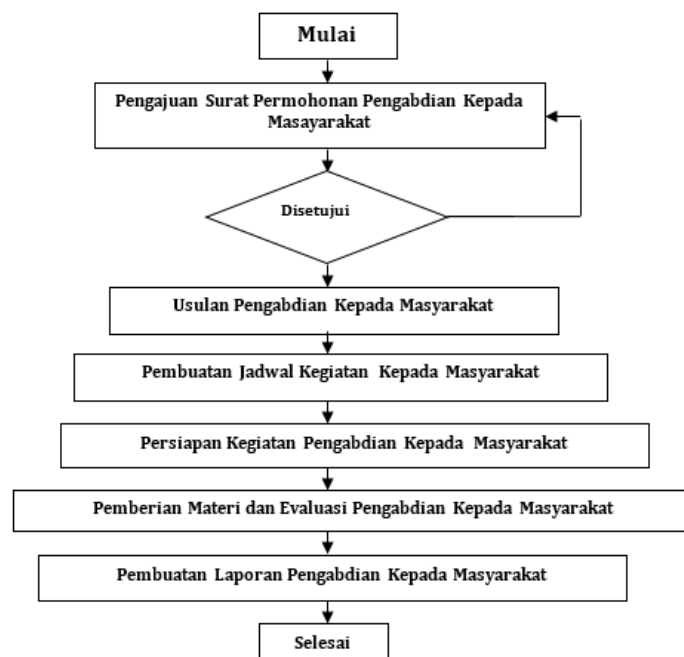 Mulai
Pengajuan Surat Permohonan Pengabdian Kepada
Masayarakat
Disetujui
Usulan Pengabdian Kepada Masyarakat
Pembuatan Jadwal Kegiatan Kepada Masyarakat
Persiapan Kegiatan Pengabdian Kepada Masyarakat
Pemberian Materi dan Evaluasi Pengabdian Kepada Masyarakat
Pembuatan Laporan Pengabdian Kepada Masyarakat
Selesai